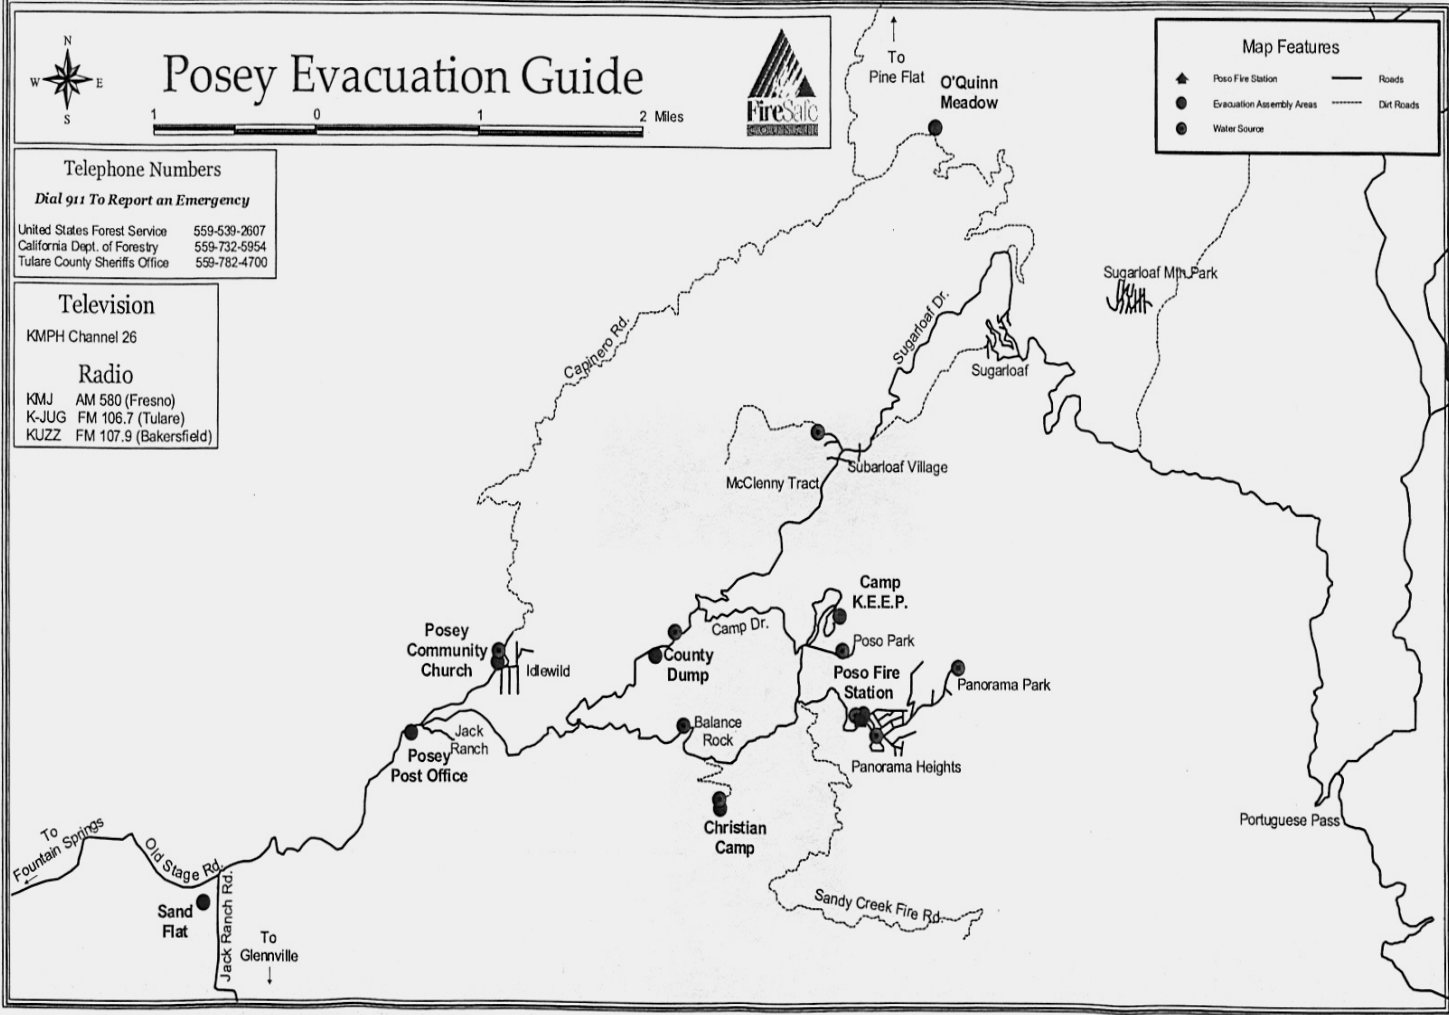 N
W E
S
Posey Evacuation Guide
1 0 1 2 Miles
FireSafe
COUNCIL
Map Features
Poso Fire Station
Roads
Evacuation Assembly Areas
Dirt Roads
Water Source
Telephone Numbers
Dial 911 To Report an Emergency
United States Forest Service 559-539-2607
California Dept. of Forestry 559-732-5954
Tulare County Sheriffs Office 559-782-4700
Television
KMPH Channel 26
Radio
KMJ AM 580 (Fresno)
K-JUG FM 106.7 (Tulare)
KUZZ FM 107.9 (Bakersfield)
To
Pine Flat
O'Quinn
Meadow
Sugarloaf Mtn Park
Capinero Rd.
Sugarloaf Dr.
Sugarloaf
Subarloaf Village
McClenny Tract
Camp
K.E.E.P.
Camp Dr.
Posey
Community
Church
Idlewild
County
Dump
Poso Park
Poso Fire
Station
Panorama Park
Jack
Ranch
Balance
Rock
Posey
Post Office
Panorama Heights
Christian
Camp
Portuguese Pass
To
Fountain Springs
Old Stage Rd.
Sand
Flat
Jack Ranch Rd.
To
Glennville
Sandy Creek Fire Rd.